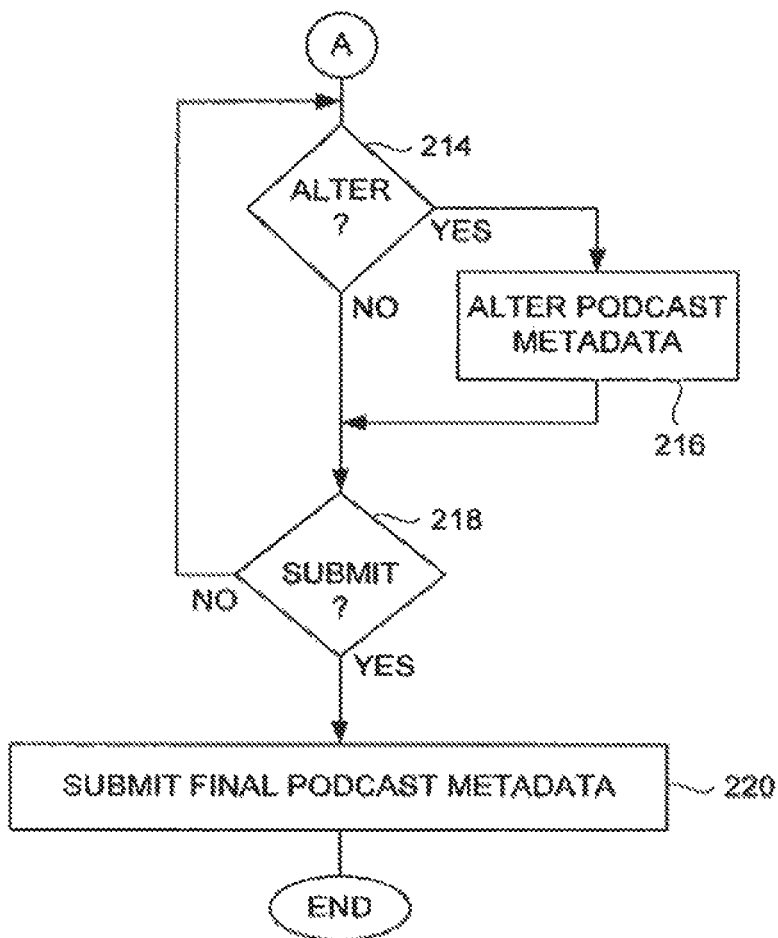 A
214
ALTER
?
YES
NO
ALTER PODCAST
METADATA
216
218
SUBMIT
?
NO
YES
SUBMIT FINAL PODCAST METADATA
220
END